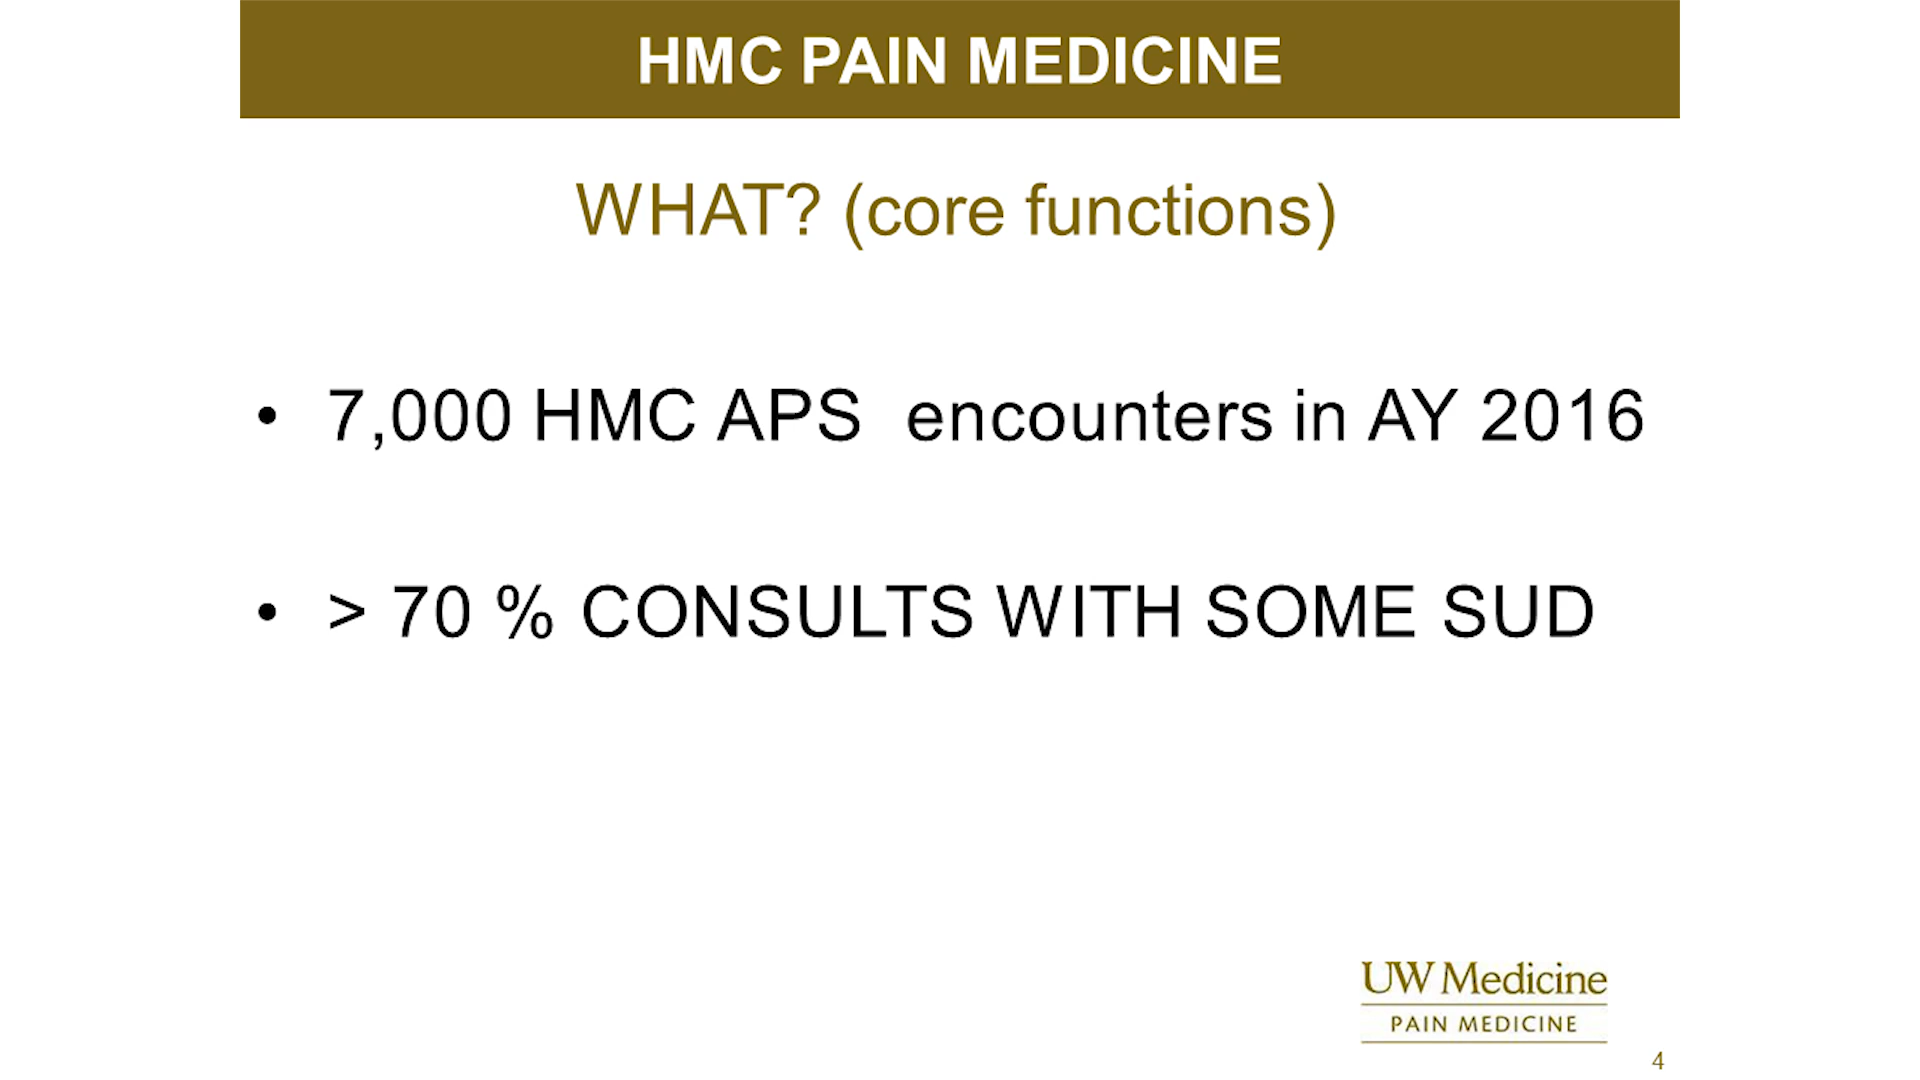 HMC PAIN MEDICINE
WHAT? (core functions)
• 7,000 HMC APS  encounters in AY 2016
• > 70 % CONSULTS WITH SOME SUD
UW Medicine
PAIN MEDICINE
4